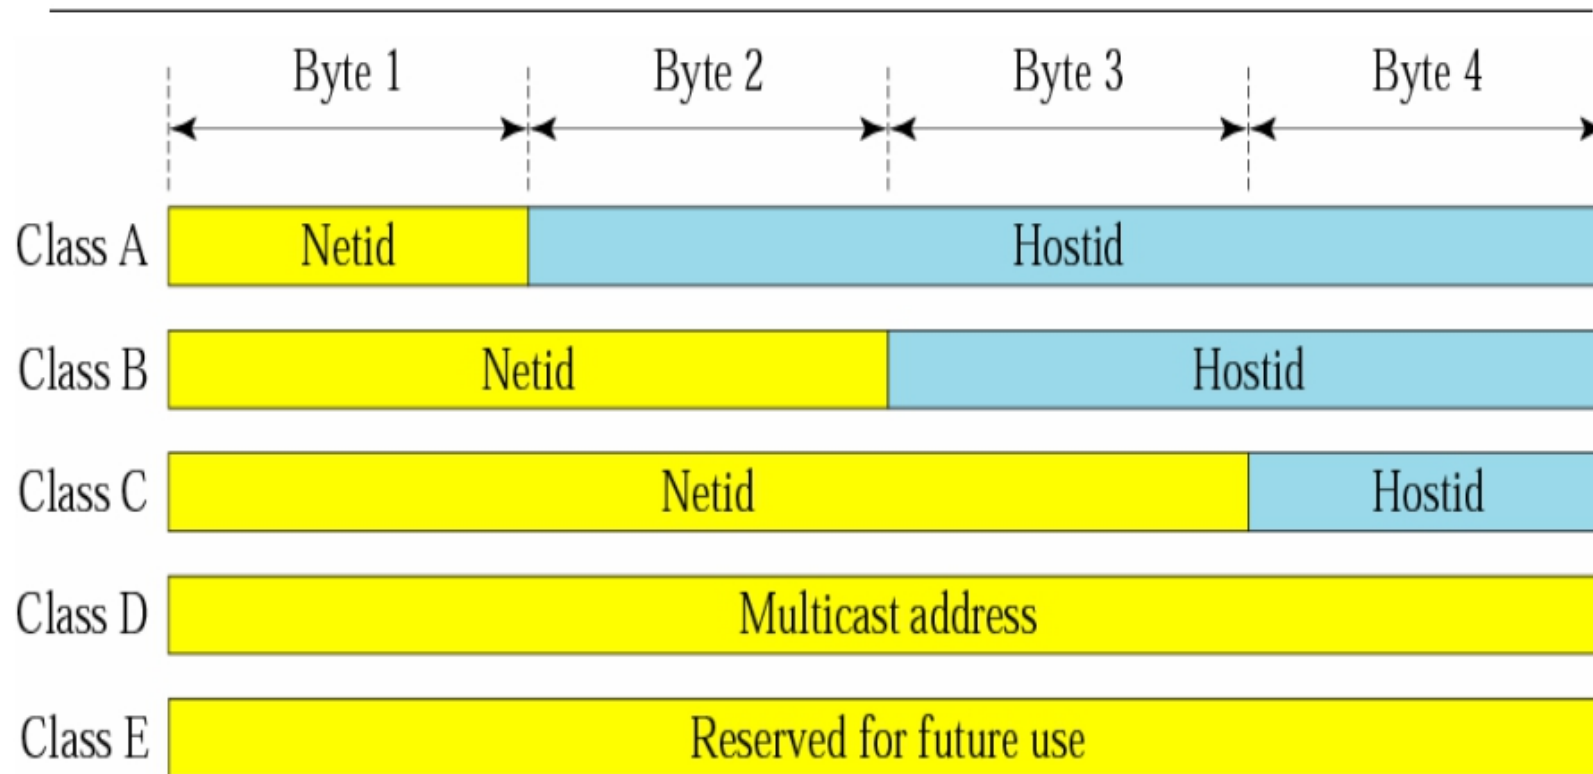 Byte 1 Byte 2 Byte 3 Byte 4
Class A Netid Hostid
Class B Netid Hostid
Class C Netid Hostid
Class D Multicast address
Class E Reserved for future use